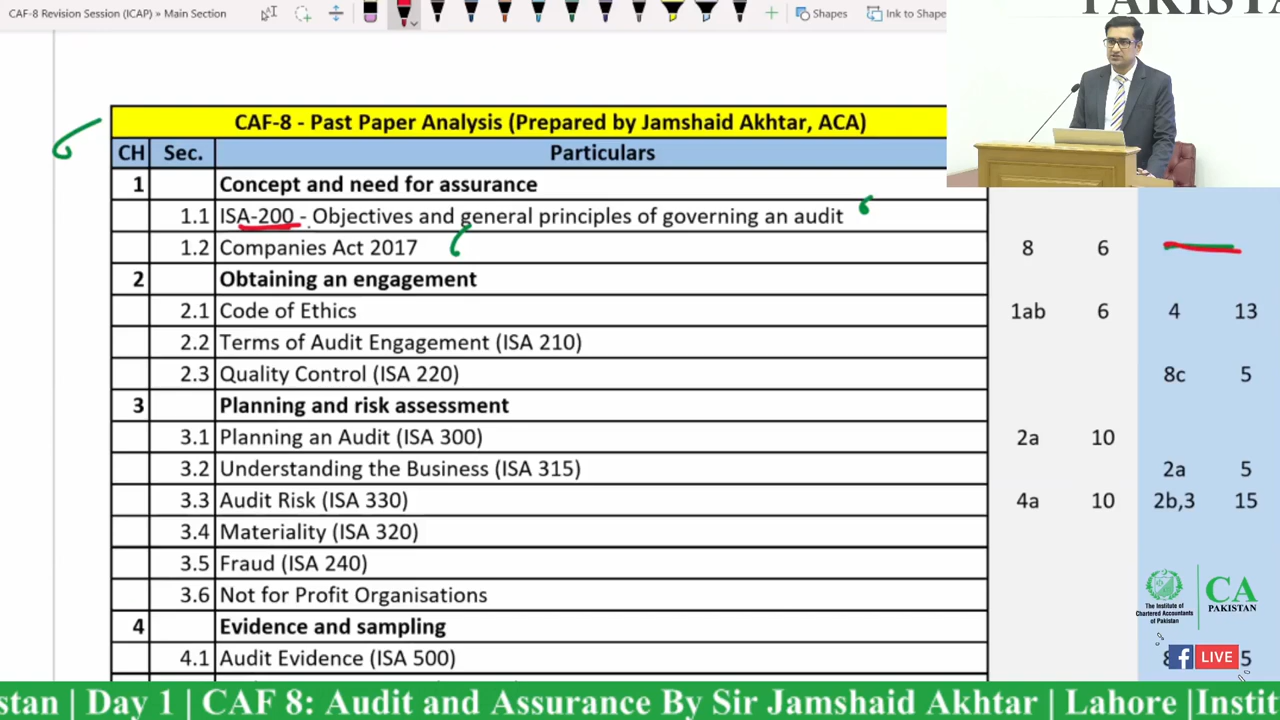 CAF-8 Revision Session (ICAP) » Main Section
Shapes
Ink to Shape
PAKISTAN
CAF-8 - Past Paper Analysis (Prepared by Jamshaid Akhtar, ACA)
CH Sec. Particulars
1 Concept and need for assurance
1.1 ISA-200 - Objectives and general principles of governing an audit
1.2 Companies Act 2017 8 6
2 Obtaining an engagement
2.1 Code of Ethics 1ab 6 4 13
2.2 Terms of Audit Engagement (ISA 210)
2.3 Quality Control (ISA 220) 8c 5
3 Planning and risk assessment
3.1 Planning an Audit (ISA 300) 2a 10
3.2 Understanding the Business (ISA 315) 2a 5
3.3 Audit Risk (ISA 330) 4a 10 2b,3 15
3.4 Materiality (ISA 320)
3.5 Fraud (ISA 240)
3.6 Not for Profit Organisations
4 Evidence and sampling
4.1 Audit Evidence (ISA 500) 5
The Institute of
Chartered Accountants
of Pakistan
CA
PAKISTAN
f LIVE
stan | Day 1 | CAF 8: Audit and Assurance By Sir Jamshaid Akhtar | Lahore |Instit